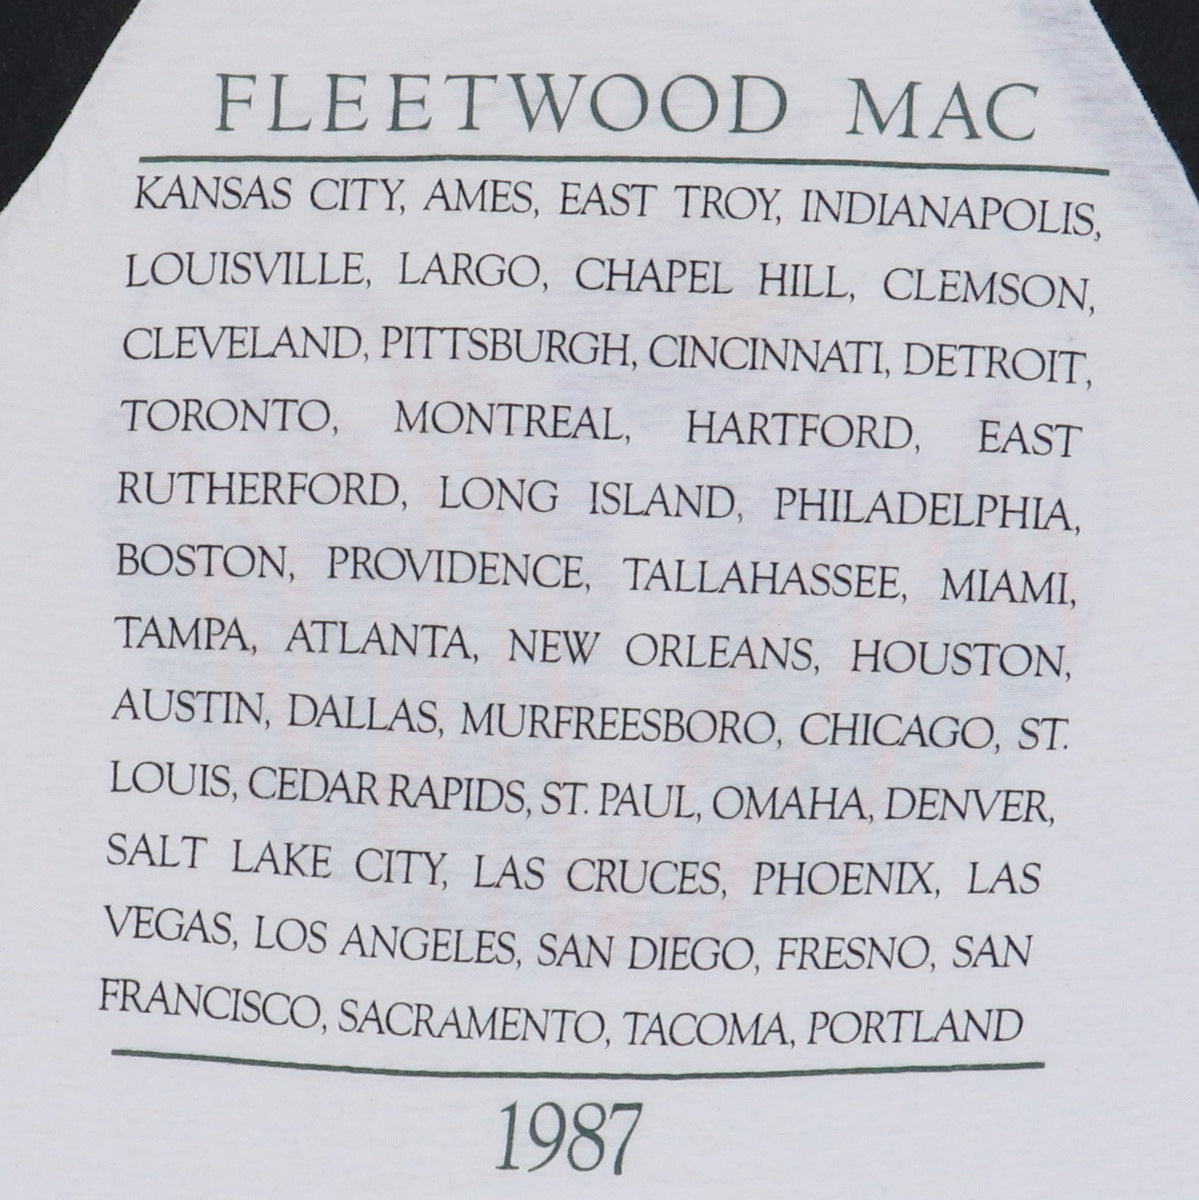 FLEETWOOD MAC
KANSAS CITY, AMES, EAST TROY, INDIANAPOLIS,
LOUISVILLE, LARGO, CHAPEL HILL, CLEMSON,
CLEVELAND, PITTSBURGH, CINCINNATI, DETROIT,
TORONTO, MONTREAL, HARTFORD, EAST
RUTHERFORD, LONG ISLAND, PHILADELPHIA,
BOSTON, PROVIDENCE, TALLAHASSEE, MIAMI,
TAMPA, ATLANTA, NEW ORLEANS, HOUSTON,
AUSTIN, DALLAS, MURFREESBORO, CHICAGO, ST.
LOUIS, CEDAR RAPIDS, ST. PAUL, OMAHA, DENVER,
SALT LAKE CITY, LAS CRUCES, PHOENIX, LAS
VEGAS, LOS ANGELES, SAN DIEGO, FRESNO, SAN
FRANCISCO, SACRAMENTO, TACOMA, PORTLAND
1987